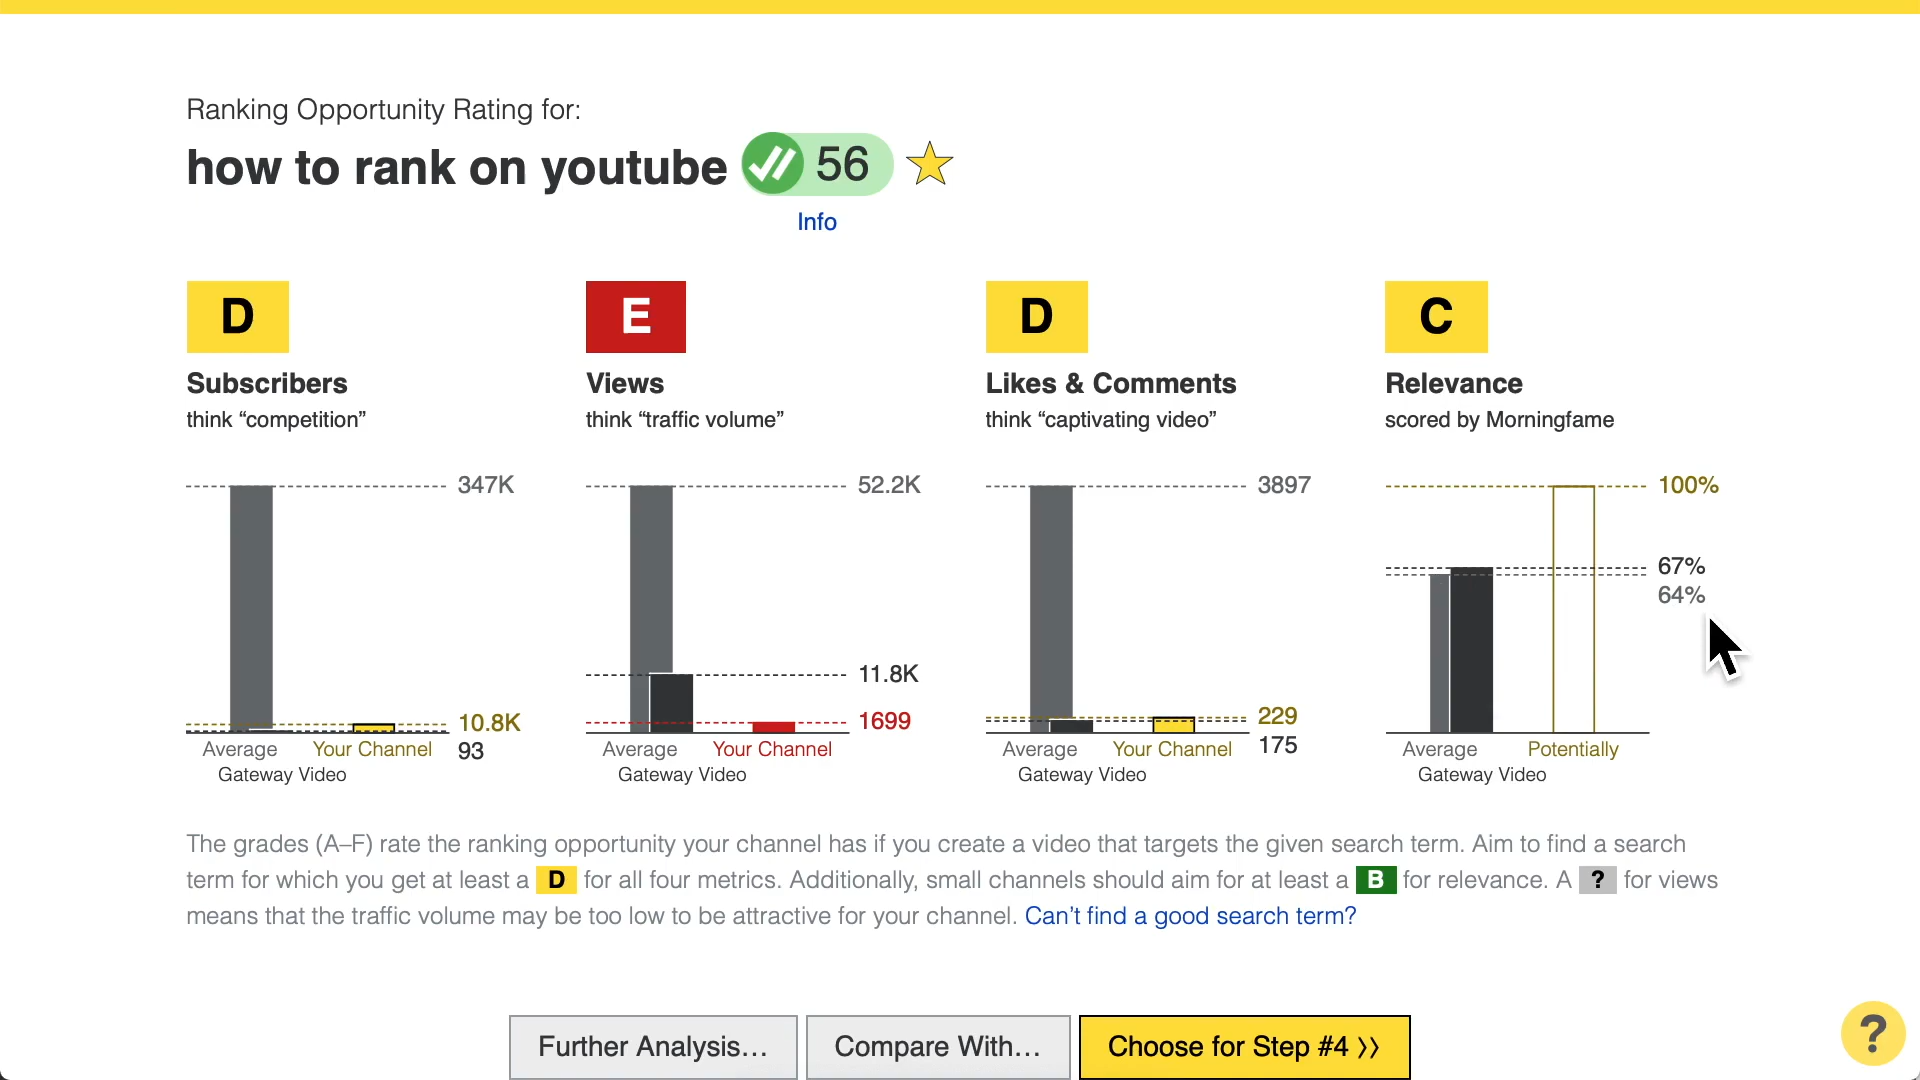 Ranking Opportunity Rating for:
how to rank on youtube 56
Info
D
Subscribers
think “competition”
347K
10.8K
93
Average Your Channel
Gateway Video
E
Views
think “traffic volume”
52.2K
11.8K
1699
Average Your Channel
Gateway Video
D
Likes & Comments
think “captivating video”
3897
229
175
Average Your Channel
Gateway Video
C
Relevance
scored by Morningfame
100%
67%
64%
Average Potentially
Gateway Video
The grades (A–F) rate the ranking opportunity your channel has if you create a video that targets the given search term. Aim to find a search
term for which you get at least a D for all four metrics. Additionally, small channels should aim for at least a B for relevance. A ? for views
means that the traffic volume may be too low to be attractive for your channel. Can’t find a good search term?
Further Analysis…
Compare With…
Choose for Step #4 ⟩⟩
?